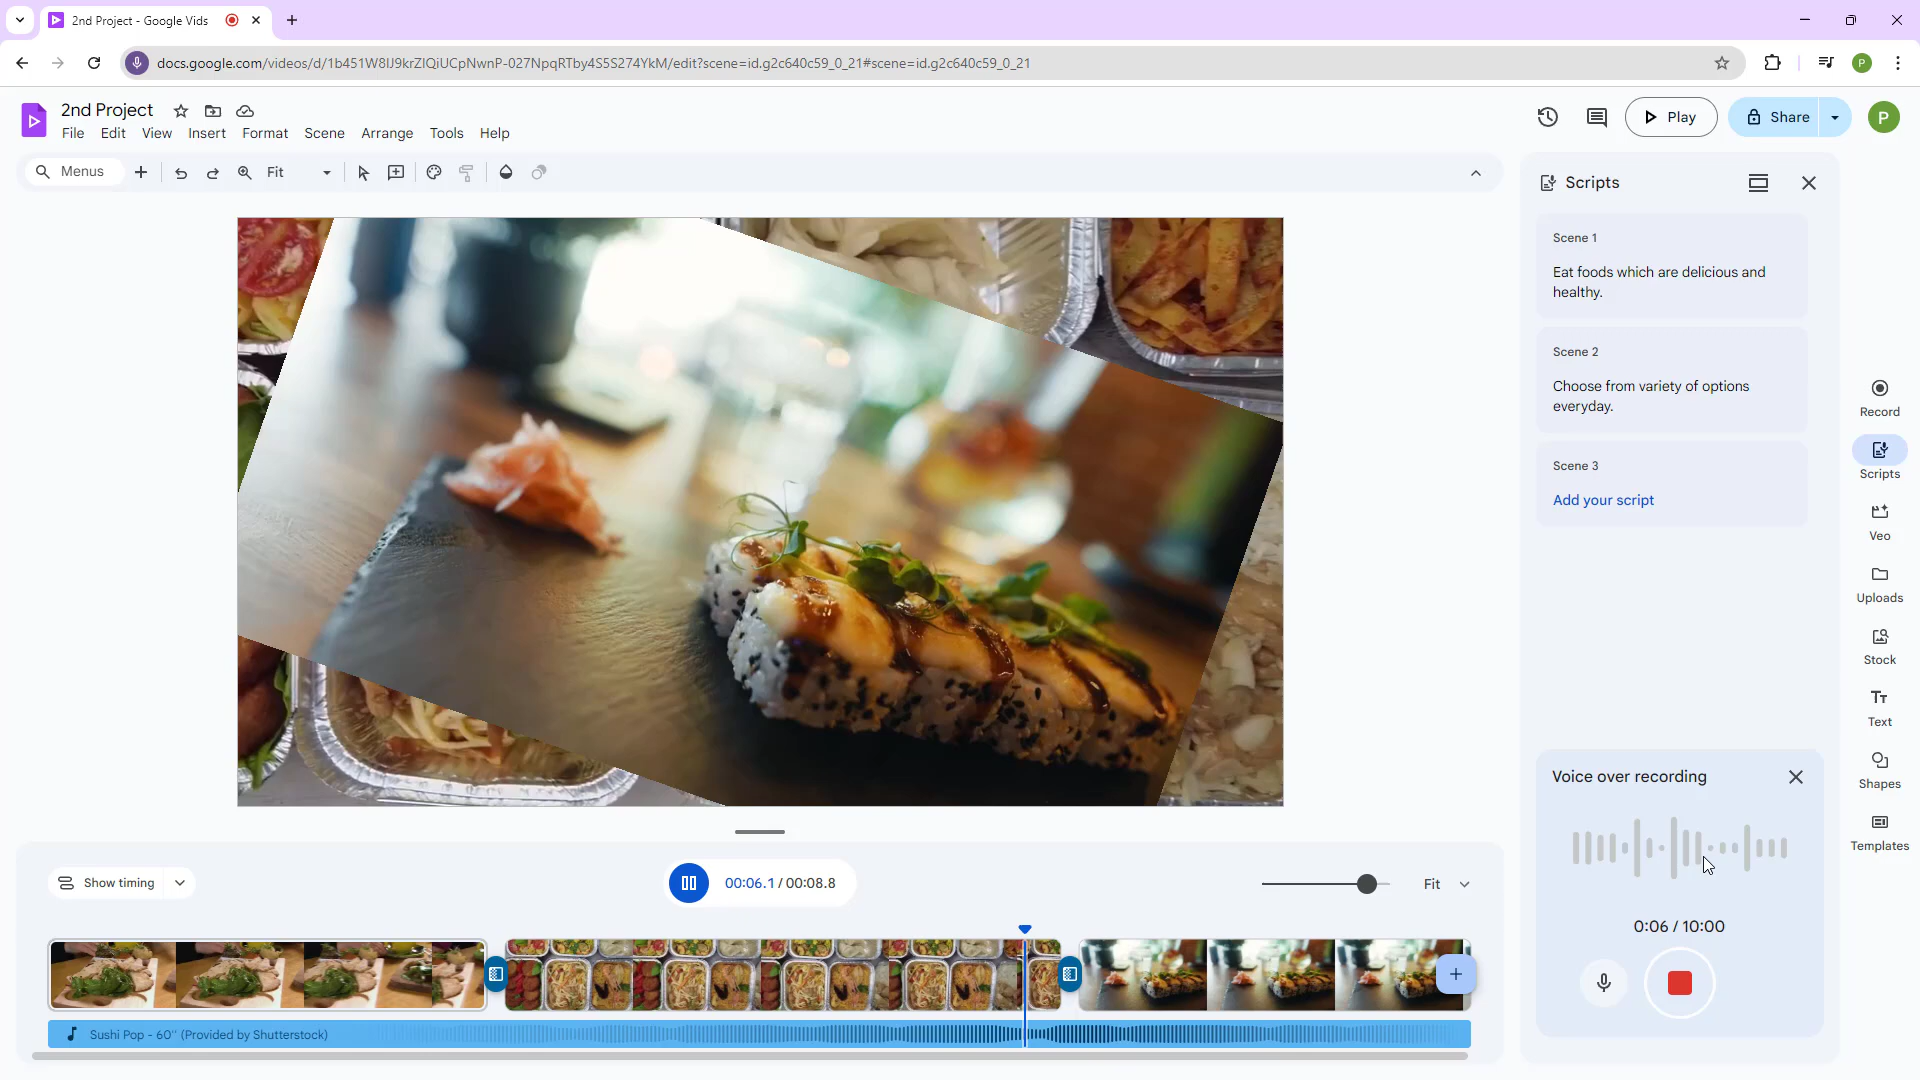 2nd Project - Google Vids
docs.google.com/videos/d/1b451W8IJ9krZIQiUCpNwnP-027NpqRTby4S5S274YkM/edit?scene=id.g2c640c59_0_21#scene=id.g2c640c59_0_21
P
2nd Project
File Edit View Insert Format Scene Arrange Tools Help
Play
Share
P
Menus
Fit
Scripts
Scene 1
Eat foods which are delicious and
healthy.
Scene 2
Choose from variety of options
everyday.
Scene 3
Add your script
Record
Scripts
Veo
Uploads
Stock
Tt
Text
Shapes
Templates
Voice over recording
0:06 / 10:00
Show timing
00:06.1 / 00:08.8
Fit
Sushi Pop - 60" (Provided by Shutterstock)